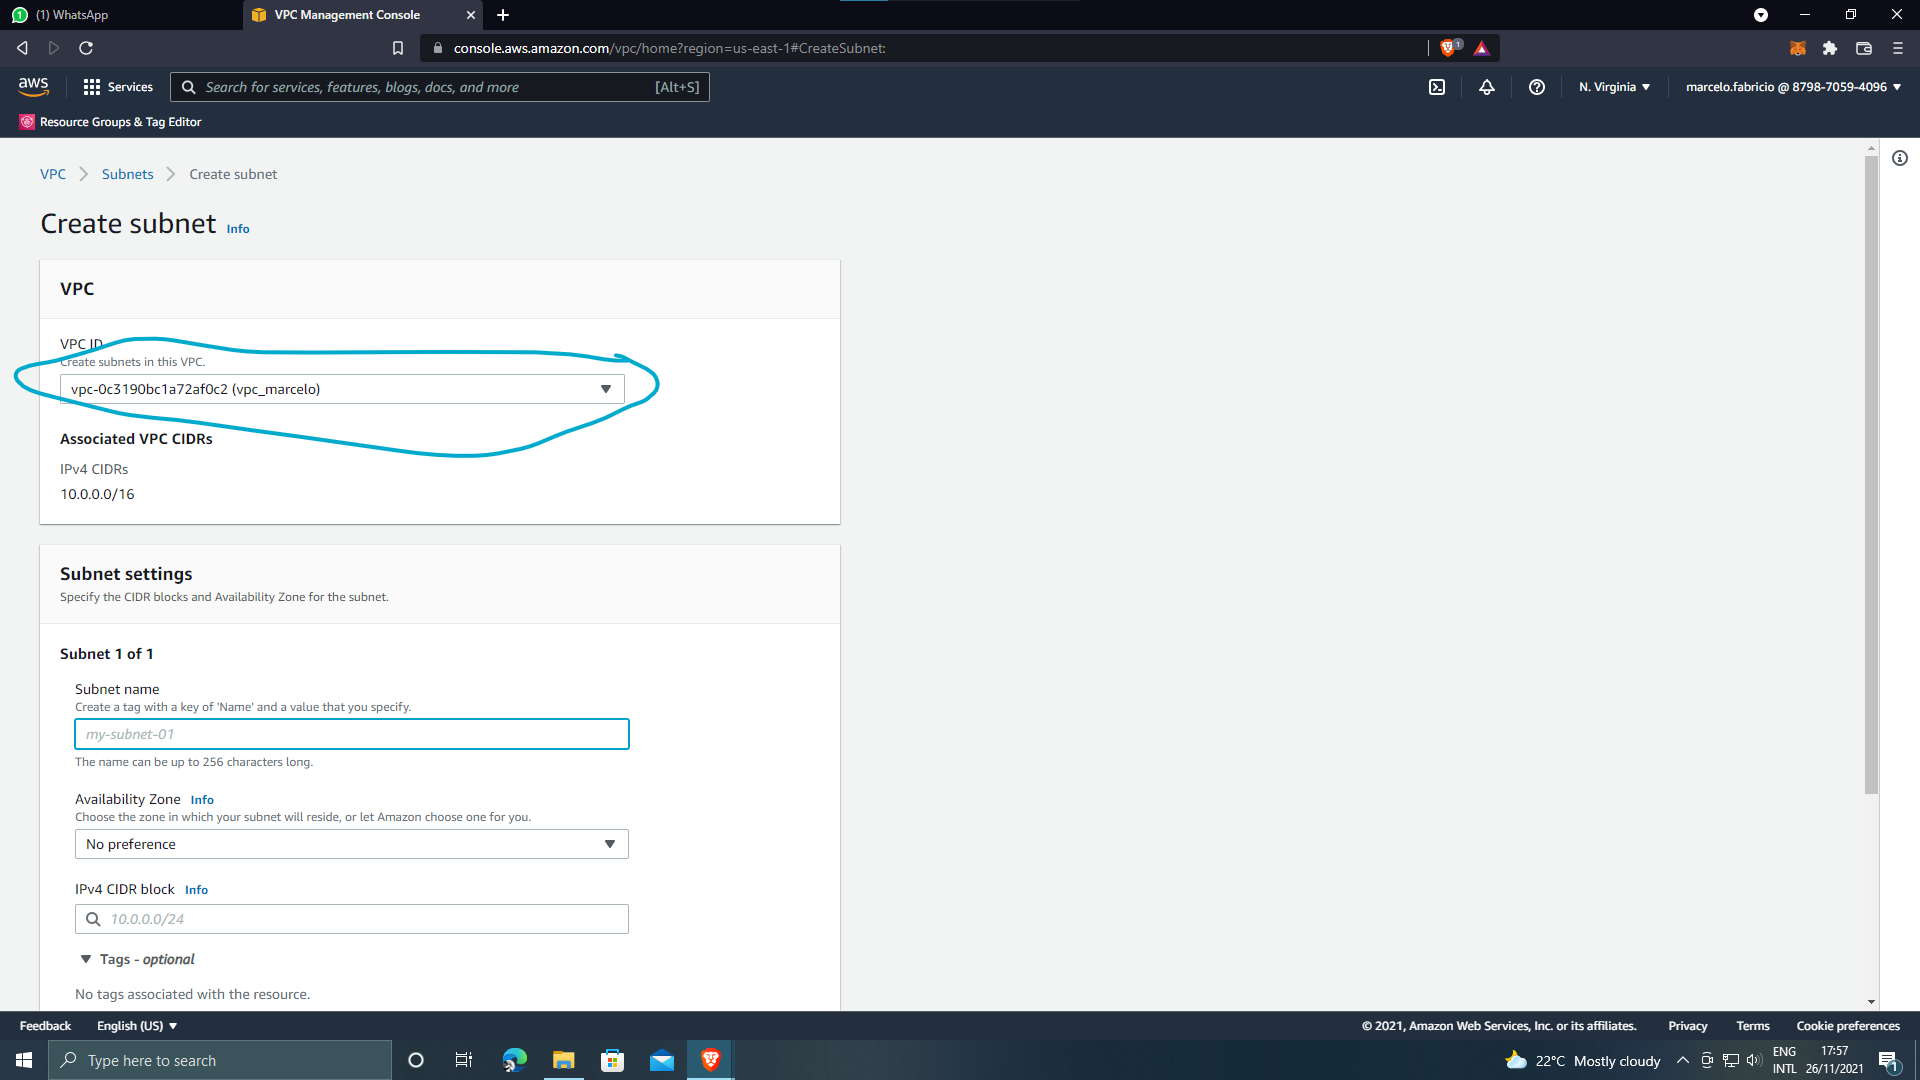 (1) WhatsApp
VPC Management Console
console.aws.amazon.com/vpc/home?region=us-east-1#CreateSubnet:
1
aws
Services
Search for services, features, blogs, docs, and more
[Alt+S]
N. Virginia
marcelo.fabricio @ 8798-7059-4096
Resource Groups & Tag Editor
VPC
Subnets
Create subnet
Create subnet Info
VPC
VPC ID
Create subnets in this VPC.
vpc-0c3190bc1a72af0c2 (vpc_marcelo)
Associated VPC CIDRs
IPv4 CIDRs
10.0.0.0/16
Subnet settings
Specify the CIDR blocks and Availability Zone for the subnet.
Subnet 1 of 1
Subnet name
Create a tag with a key of 'Name' and a value that you specify.
my-subnet-01
The name can be up to 256 characters long.
Availability Zone Info
Choose the zone in which your subnet will reside, or let Amazon choose one for you.
No preference
IPv4 CIDR block Info
10.0.0.0/24
Tags - optional
No tags associated with the resource.
Feedback
English (US)
© 2021, Amazon Web Services, Inc. or its affiliates.
Privacy
Terms
Cookie preferences
Type here to search
22°C Mostly cloudy
ENG
INTL
17:57
26/11/2021
1